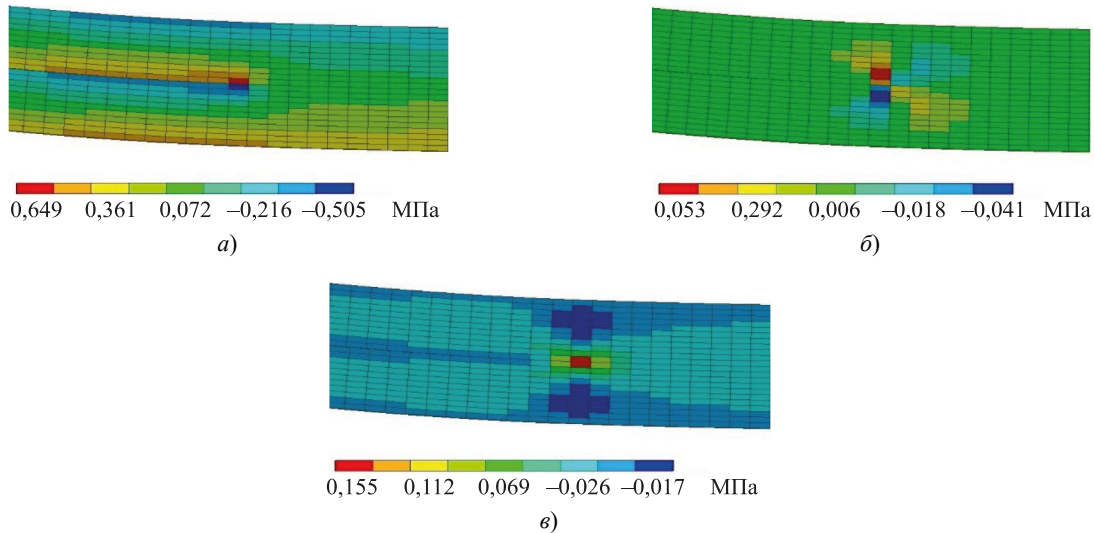 0,649 0,361 0,072 –0,216 –0,505 МПа
а)
0,053 0,292 0,006 –0,018 –0,041 МПа
б)
0,155 0,112 0,069 –0,026 –0,017 МПа
в)